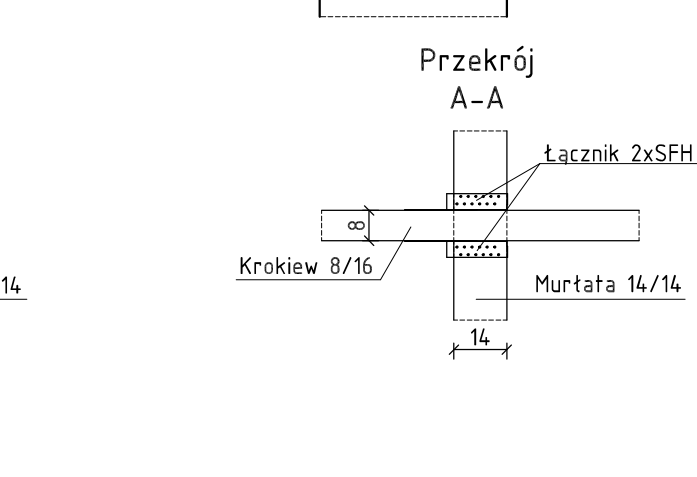 Przekrój
A-A
Łącznik 2xSFH
8
Krokiew 8/16
14
Murłata 14/14
14